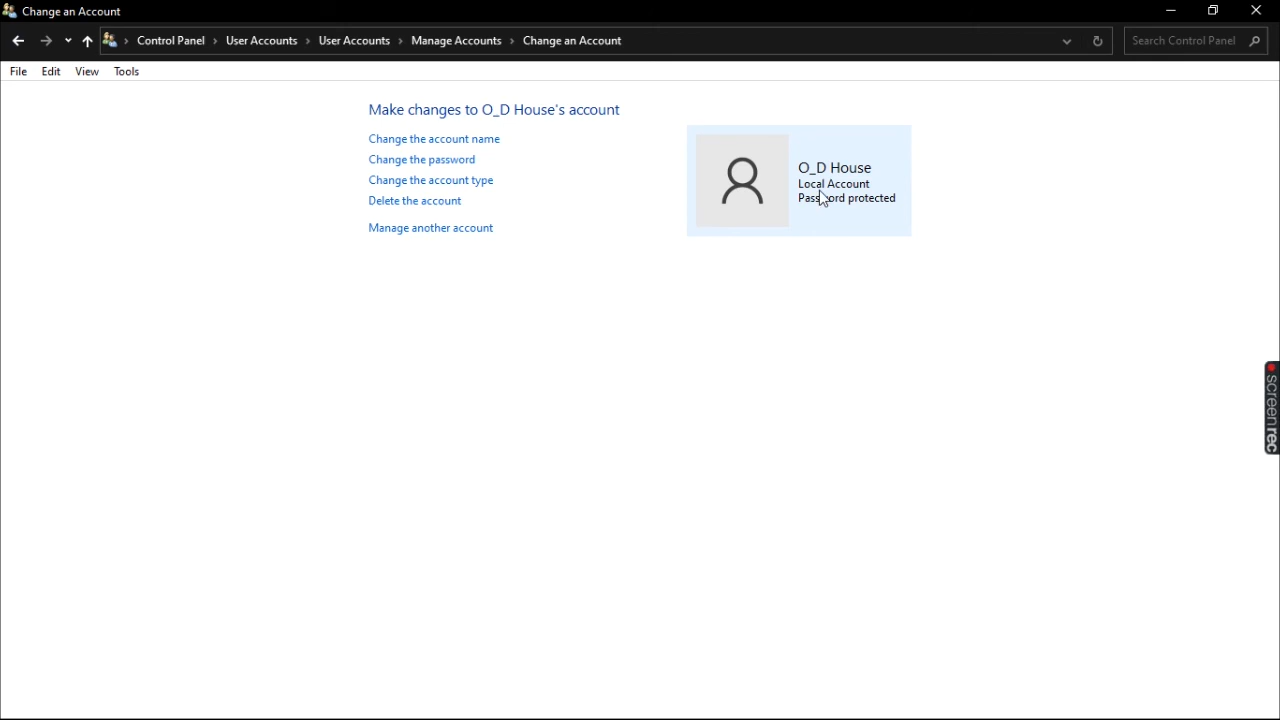 Change an Account
Control Panel › User Accounts › User Accounts › Manage Accounts › Change an Account
Search Control Panel
File Edit View Tools
Make changes to O_D House's account
Change the account name
Change the password
Change the account type
Delete the account
Manage another account
O_D House
Local Account
Password protected
screenrec